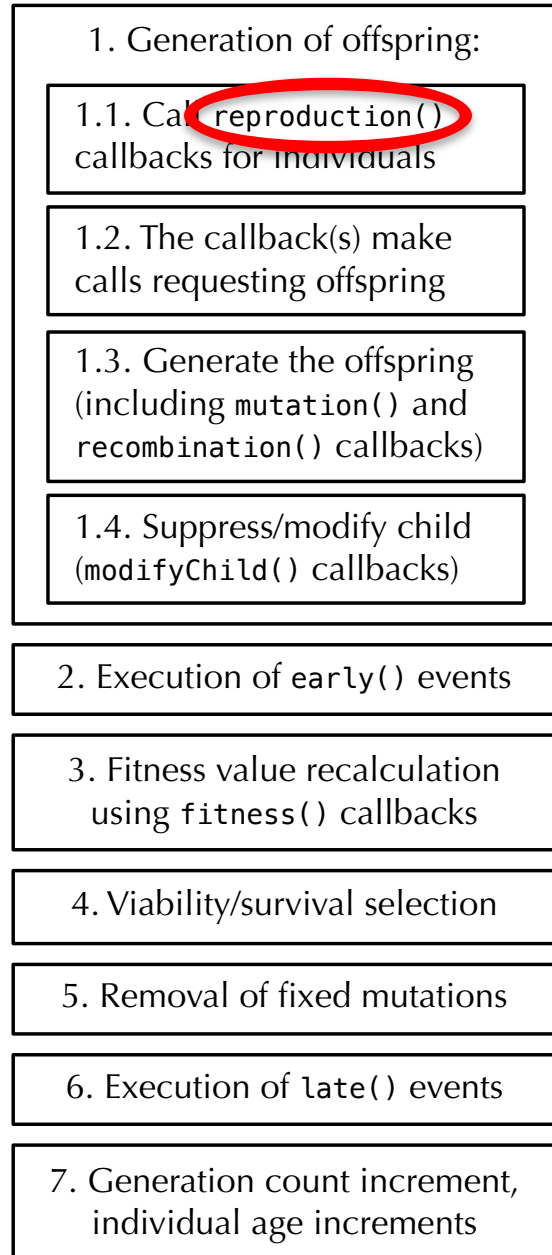 1. Generation of offspring:
1.1. Call reproduction()
callbacks for individuals
1.2. The callback(s) make
calls requesting offspring
1.3. Generate the offspring
(including mutation() and
recombination() callbacks)
1.4. Suppress/modify child
(modifyChild() callbacks)
2. Execution of early() events
3. Fitness value recalculation
using fitness() callbacks
4. Viability/survival selection
5. Removal of fixed mutations
6. Execution of late() events
7. Generation count increment,
individual age increments